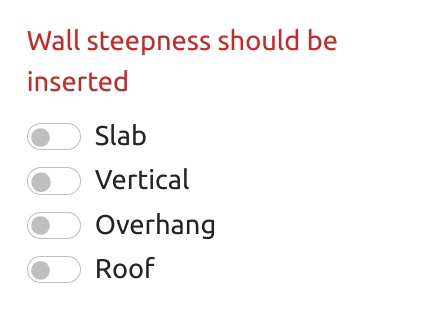 Wall steepness should be
inserted
Slab
Vertical
Overhang
Roof